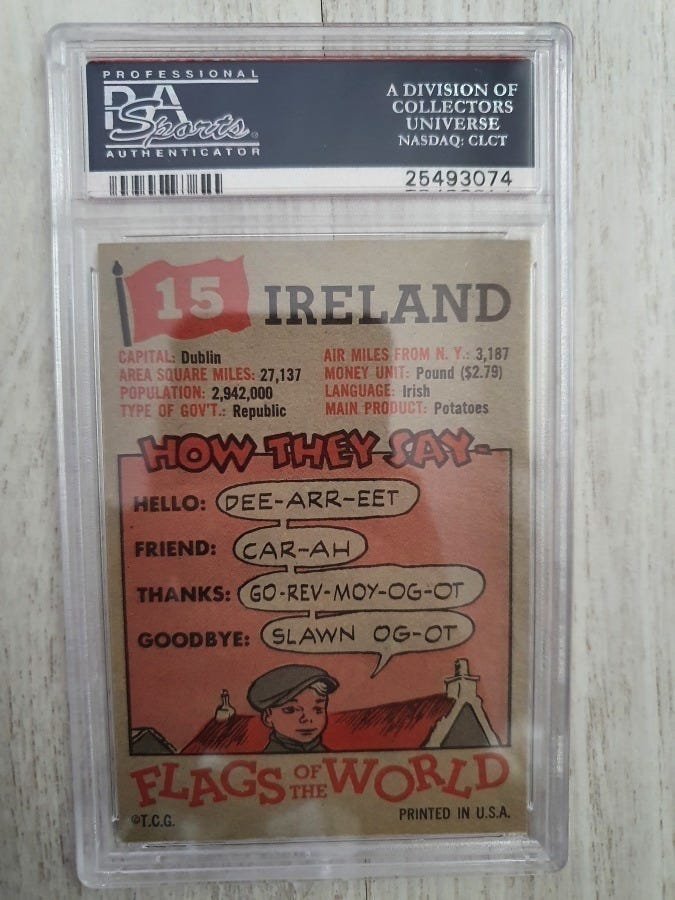 PROFESSIONAL
PSA
Sports
AUTHENTICATOR
A DIVISION OF
COLLECTORS
UNIVERSE
NASDAQ: CLCT
25493074
15 IRELAND
CAPITAL: Dublin
AREA SQUARE MILES: 27,137
POPULATION: 2,942,000
TYPE OF GOV'T.: Republic
AIR MILES FROM N. Y.: 3,187
MONEY UNIT: Pound ($2.79)
LANGUAGE: Irish
MAIN PRODUCT: Potatoes
HOW THEY SAY-
HELLO: DEE-ARR-EET
FRIEND: CAR-AH
THANKS: GO-REV-MOY-OG-OT
GOODBYE: SLAWN OG-OT
FLAGS OF THE WORLD
©T.C.G.
PRINTED IN U.S.A.